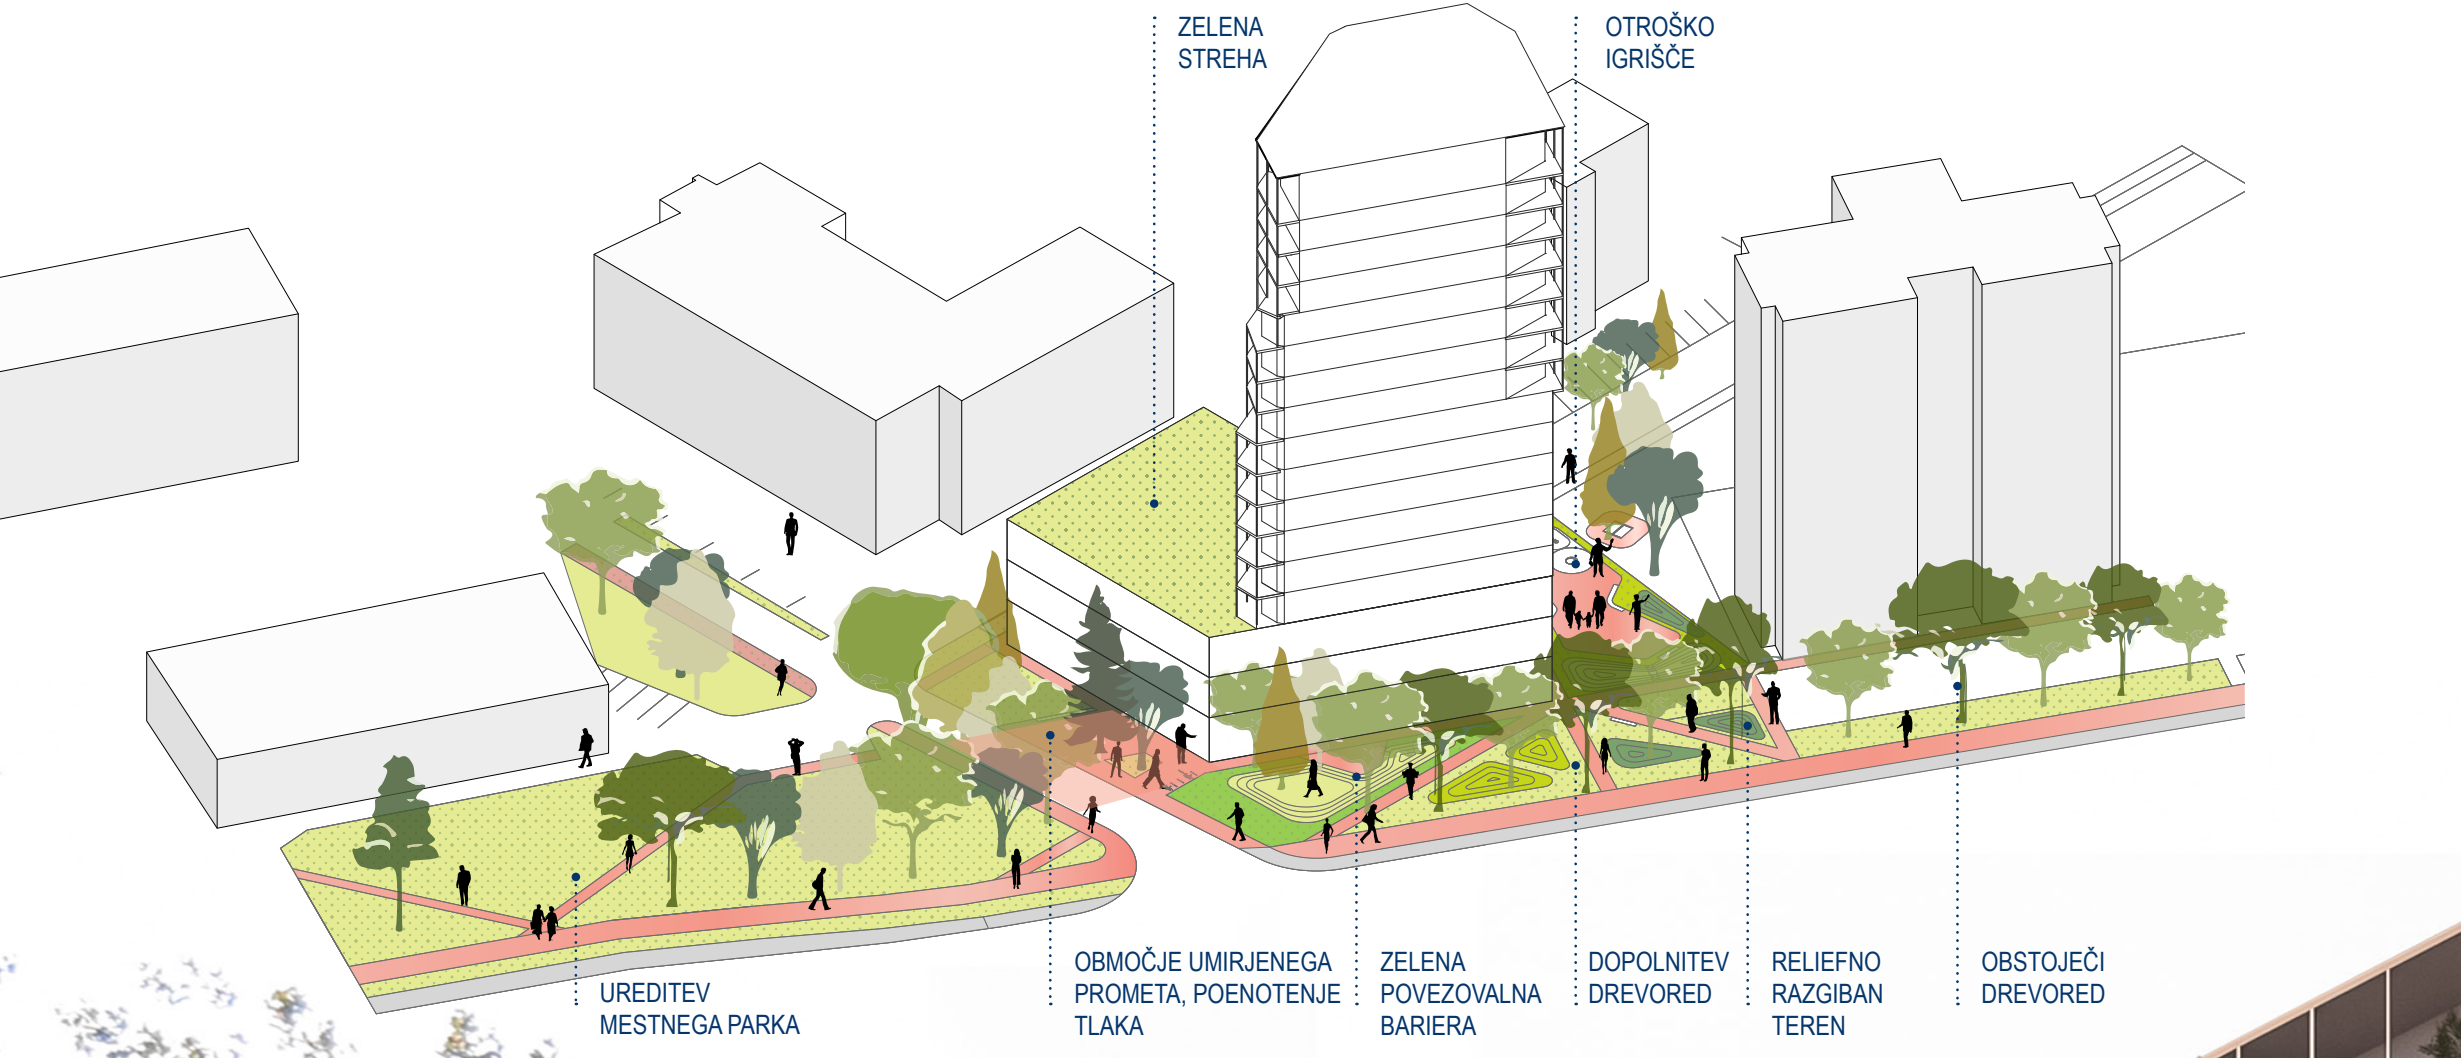 ZELENA
STREHA
OTROŠKO
IGRIŠČE
UREDITEV
MESTNEGA PARKA
OBMOČJE UMIRJENEGA
PROMETA, POENOTENJE
TLAKA
ZELENA
POVEZOVALNA
BARIERA
DOPOLNITEV
DREVORED
RELIEFNO
RAZGIBAN
TEREN
OBSTOJEČI
DREVORED